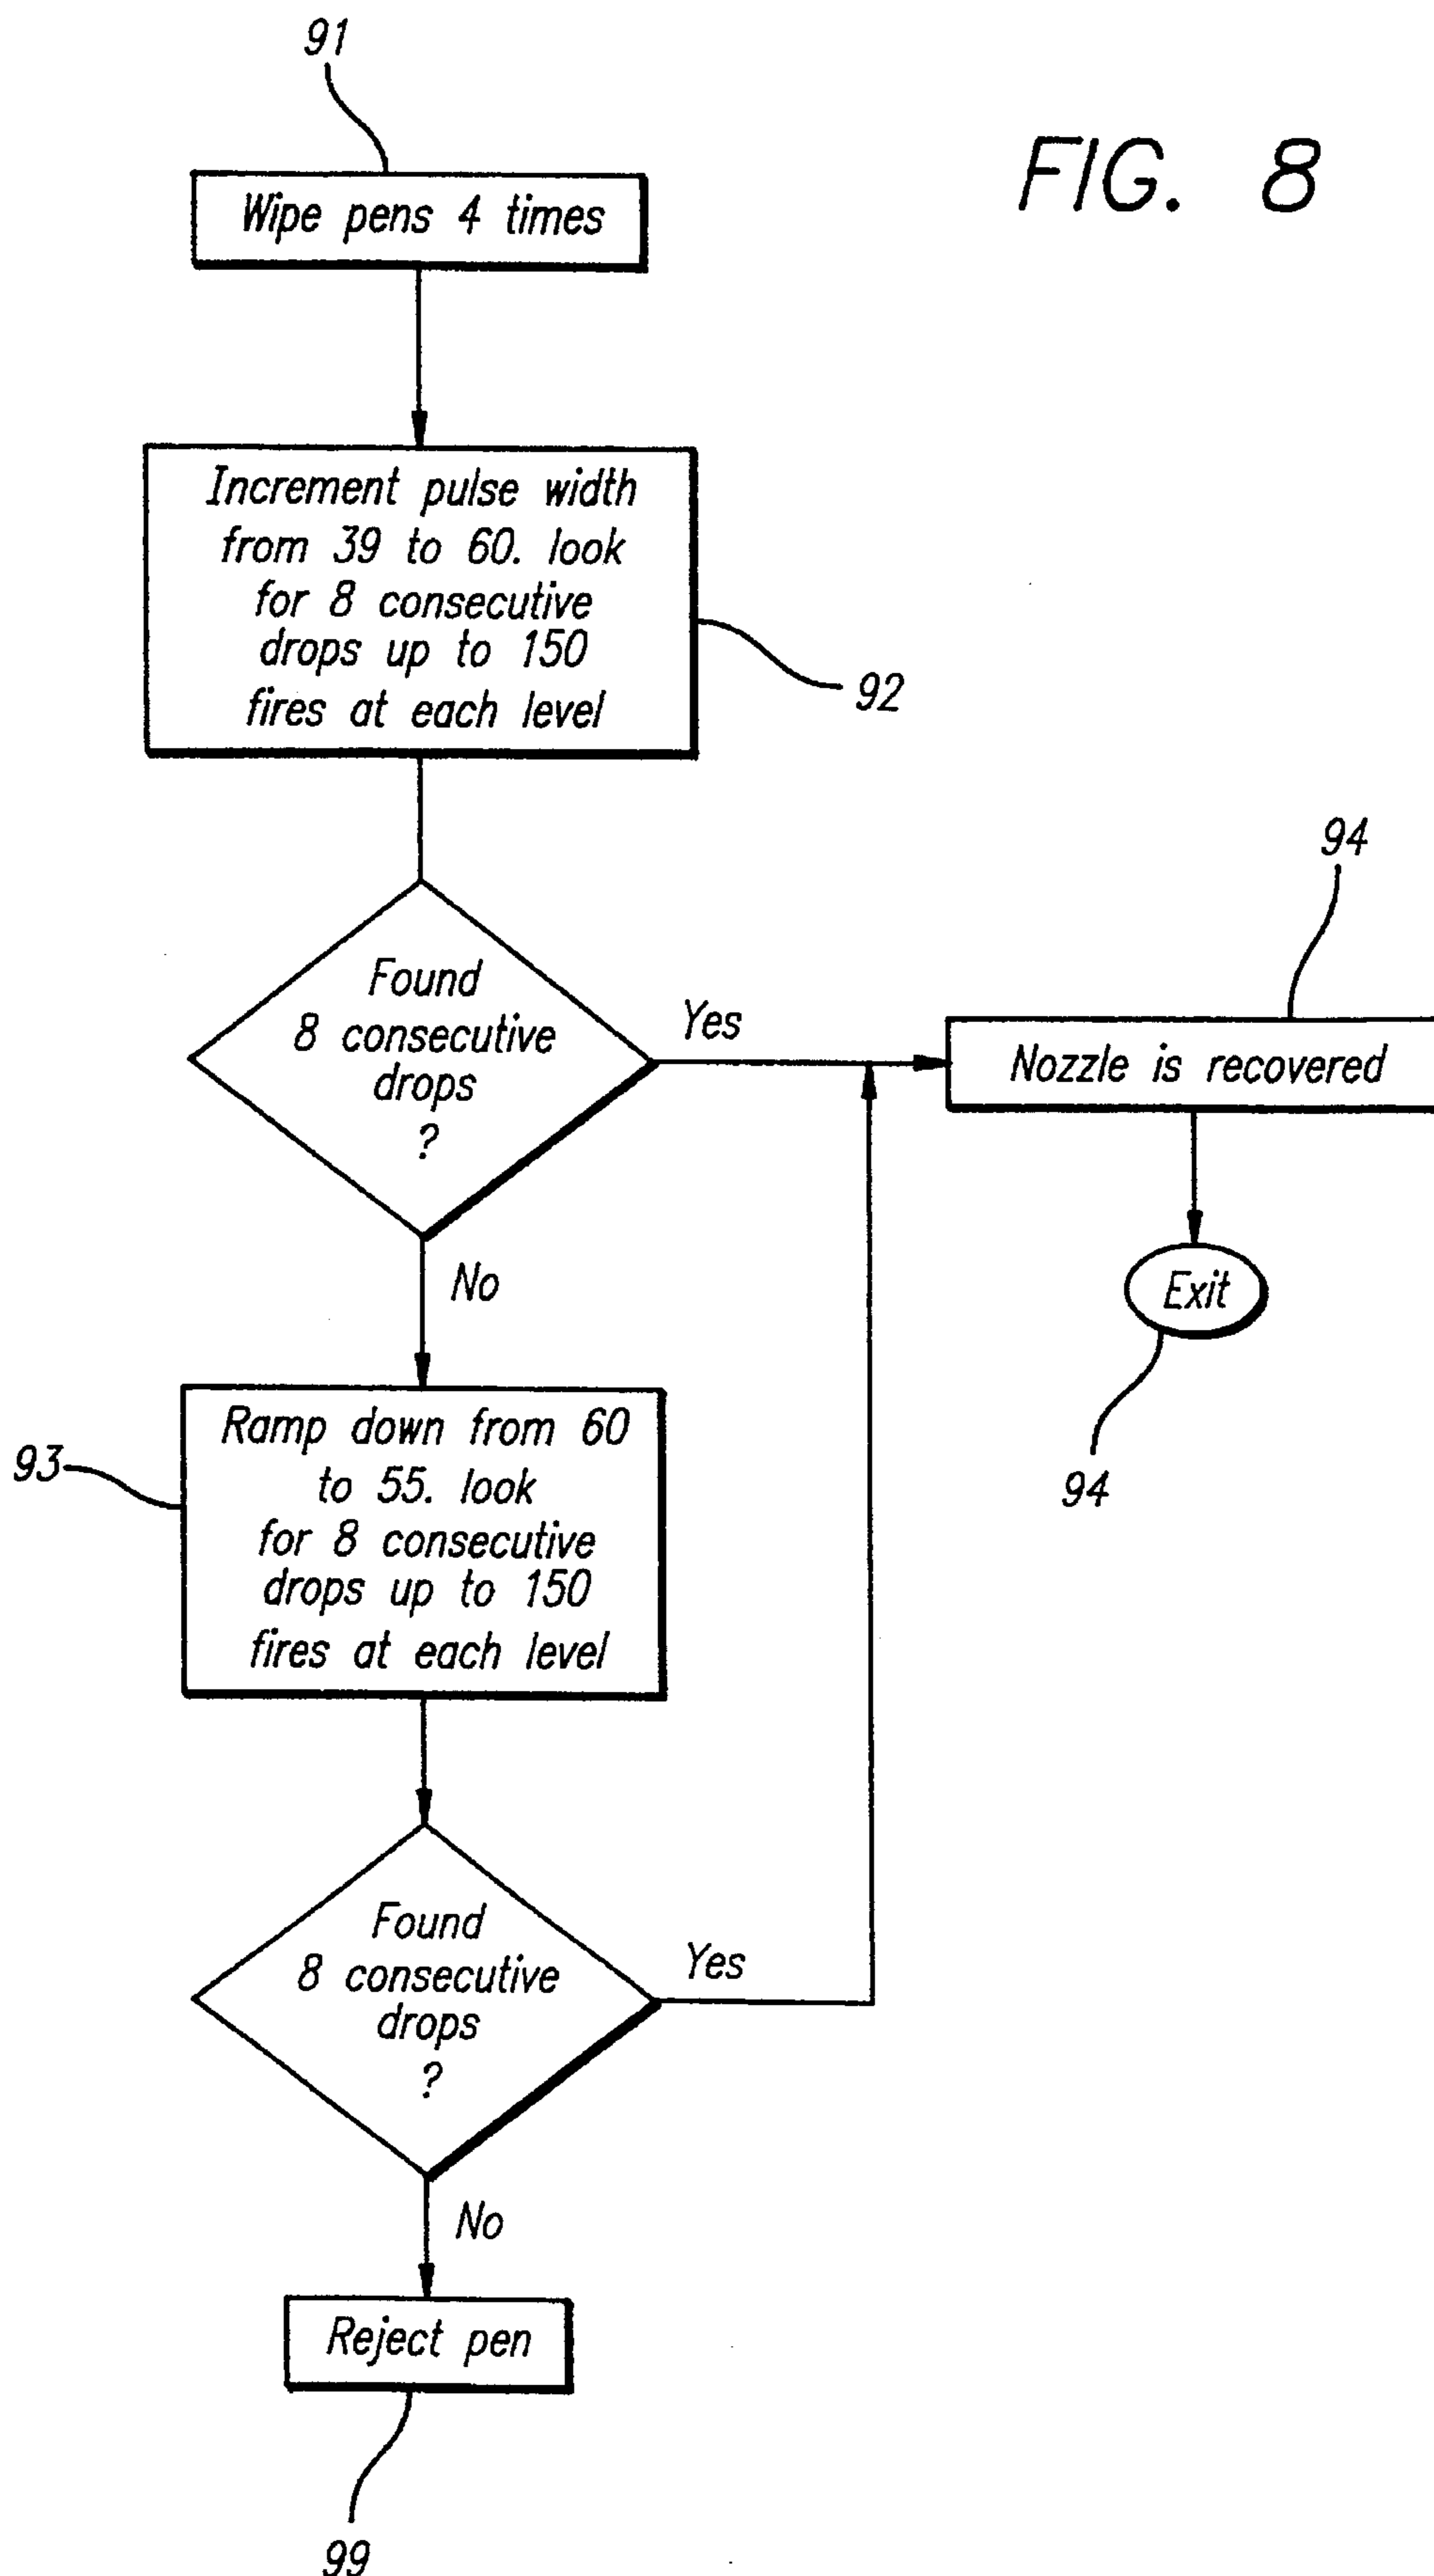 91
FIG. 8
Wipe pens 4 times
Increment pulse width
from 39 to 60. look
for 8 consecutive
drops up to 150
fires at each level
92
Found
8 consecutive
drops
?
Yes
94
Nozzle is recovered
Exit
94
No
93
Ramp down from 60
to 55. look
for 8 consecutive
drops up to 150
fires at each level
Found
8 consecutive
drops
?
Yes
No
Reject pen
99